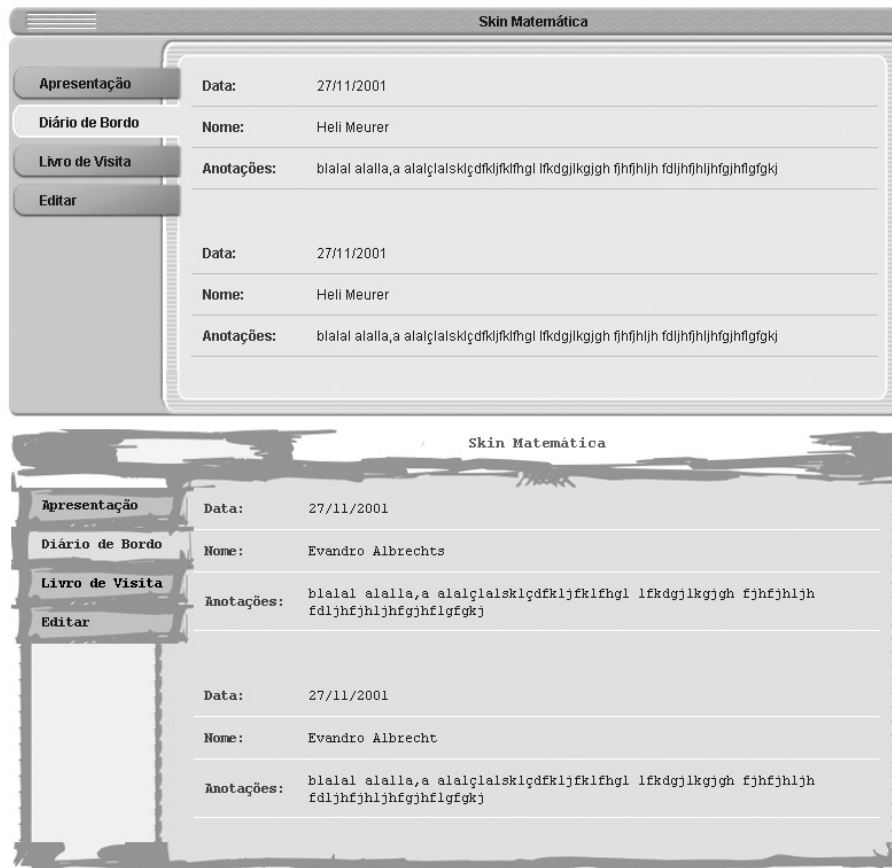 Skin Matemática
Apresentação
Diário de Bordo
Livro de Visita
Editar
Data: 27/11/2001
Nome: Heli Meurer
Anotações: blalal alalla,a alalçlalsklçdfkljfklfhgl lfkdgjlkgjgh fjhfjhljh fdljhfjhljhfgjhflgfgkj
Data: 27/11/2001
Nome: Heli Meurer
Anotações: blalal alalla,a alalçlalsklçdfkljfklfhgl lfkdgjlkgjgh fjhfjhljh fdljhfjhljhfgjhflgfgkj
Skin Matemática
Apresentação
Diário de Bordo
Livro de Visita
Editar
Data: 27/11/2001
Nome: Evandro Albrechts
Anotações: blalal alalla,a alalçlalsklçdfkljfklfhgl lfkdgjlkgjgh fjhfjhljh
fdljhfjhljhfgjhflgfgkj
Data: 27/11/2001
Nome: Evandro Albrecht
Anotações: blalal alalla,a alalçlalsklçdfkljfklfhgl lfkdgjlkgjgh fjhfjhljh
fdljhfjhljhfgjhflgfgkj